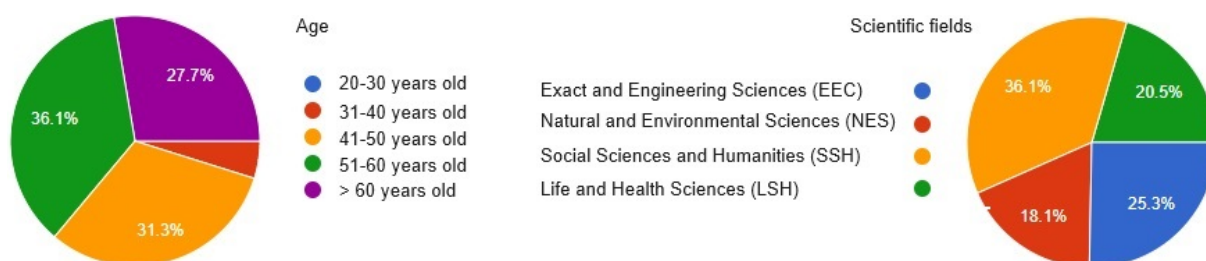 Age
27.7%
36.1%
31.3%
20-30 years old
31-40 years old
41-50 years old
51-60 years old
> 60 years old
Scientific fields
Exact and Engineering Sciences (EEC)
Natural and Environmental Sciences (NES)
Social Sciences and Humanities (SSH)
Life and Health Sciences (LSH)
36.1%
20.5%
18.1%
25.3%